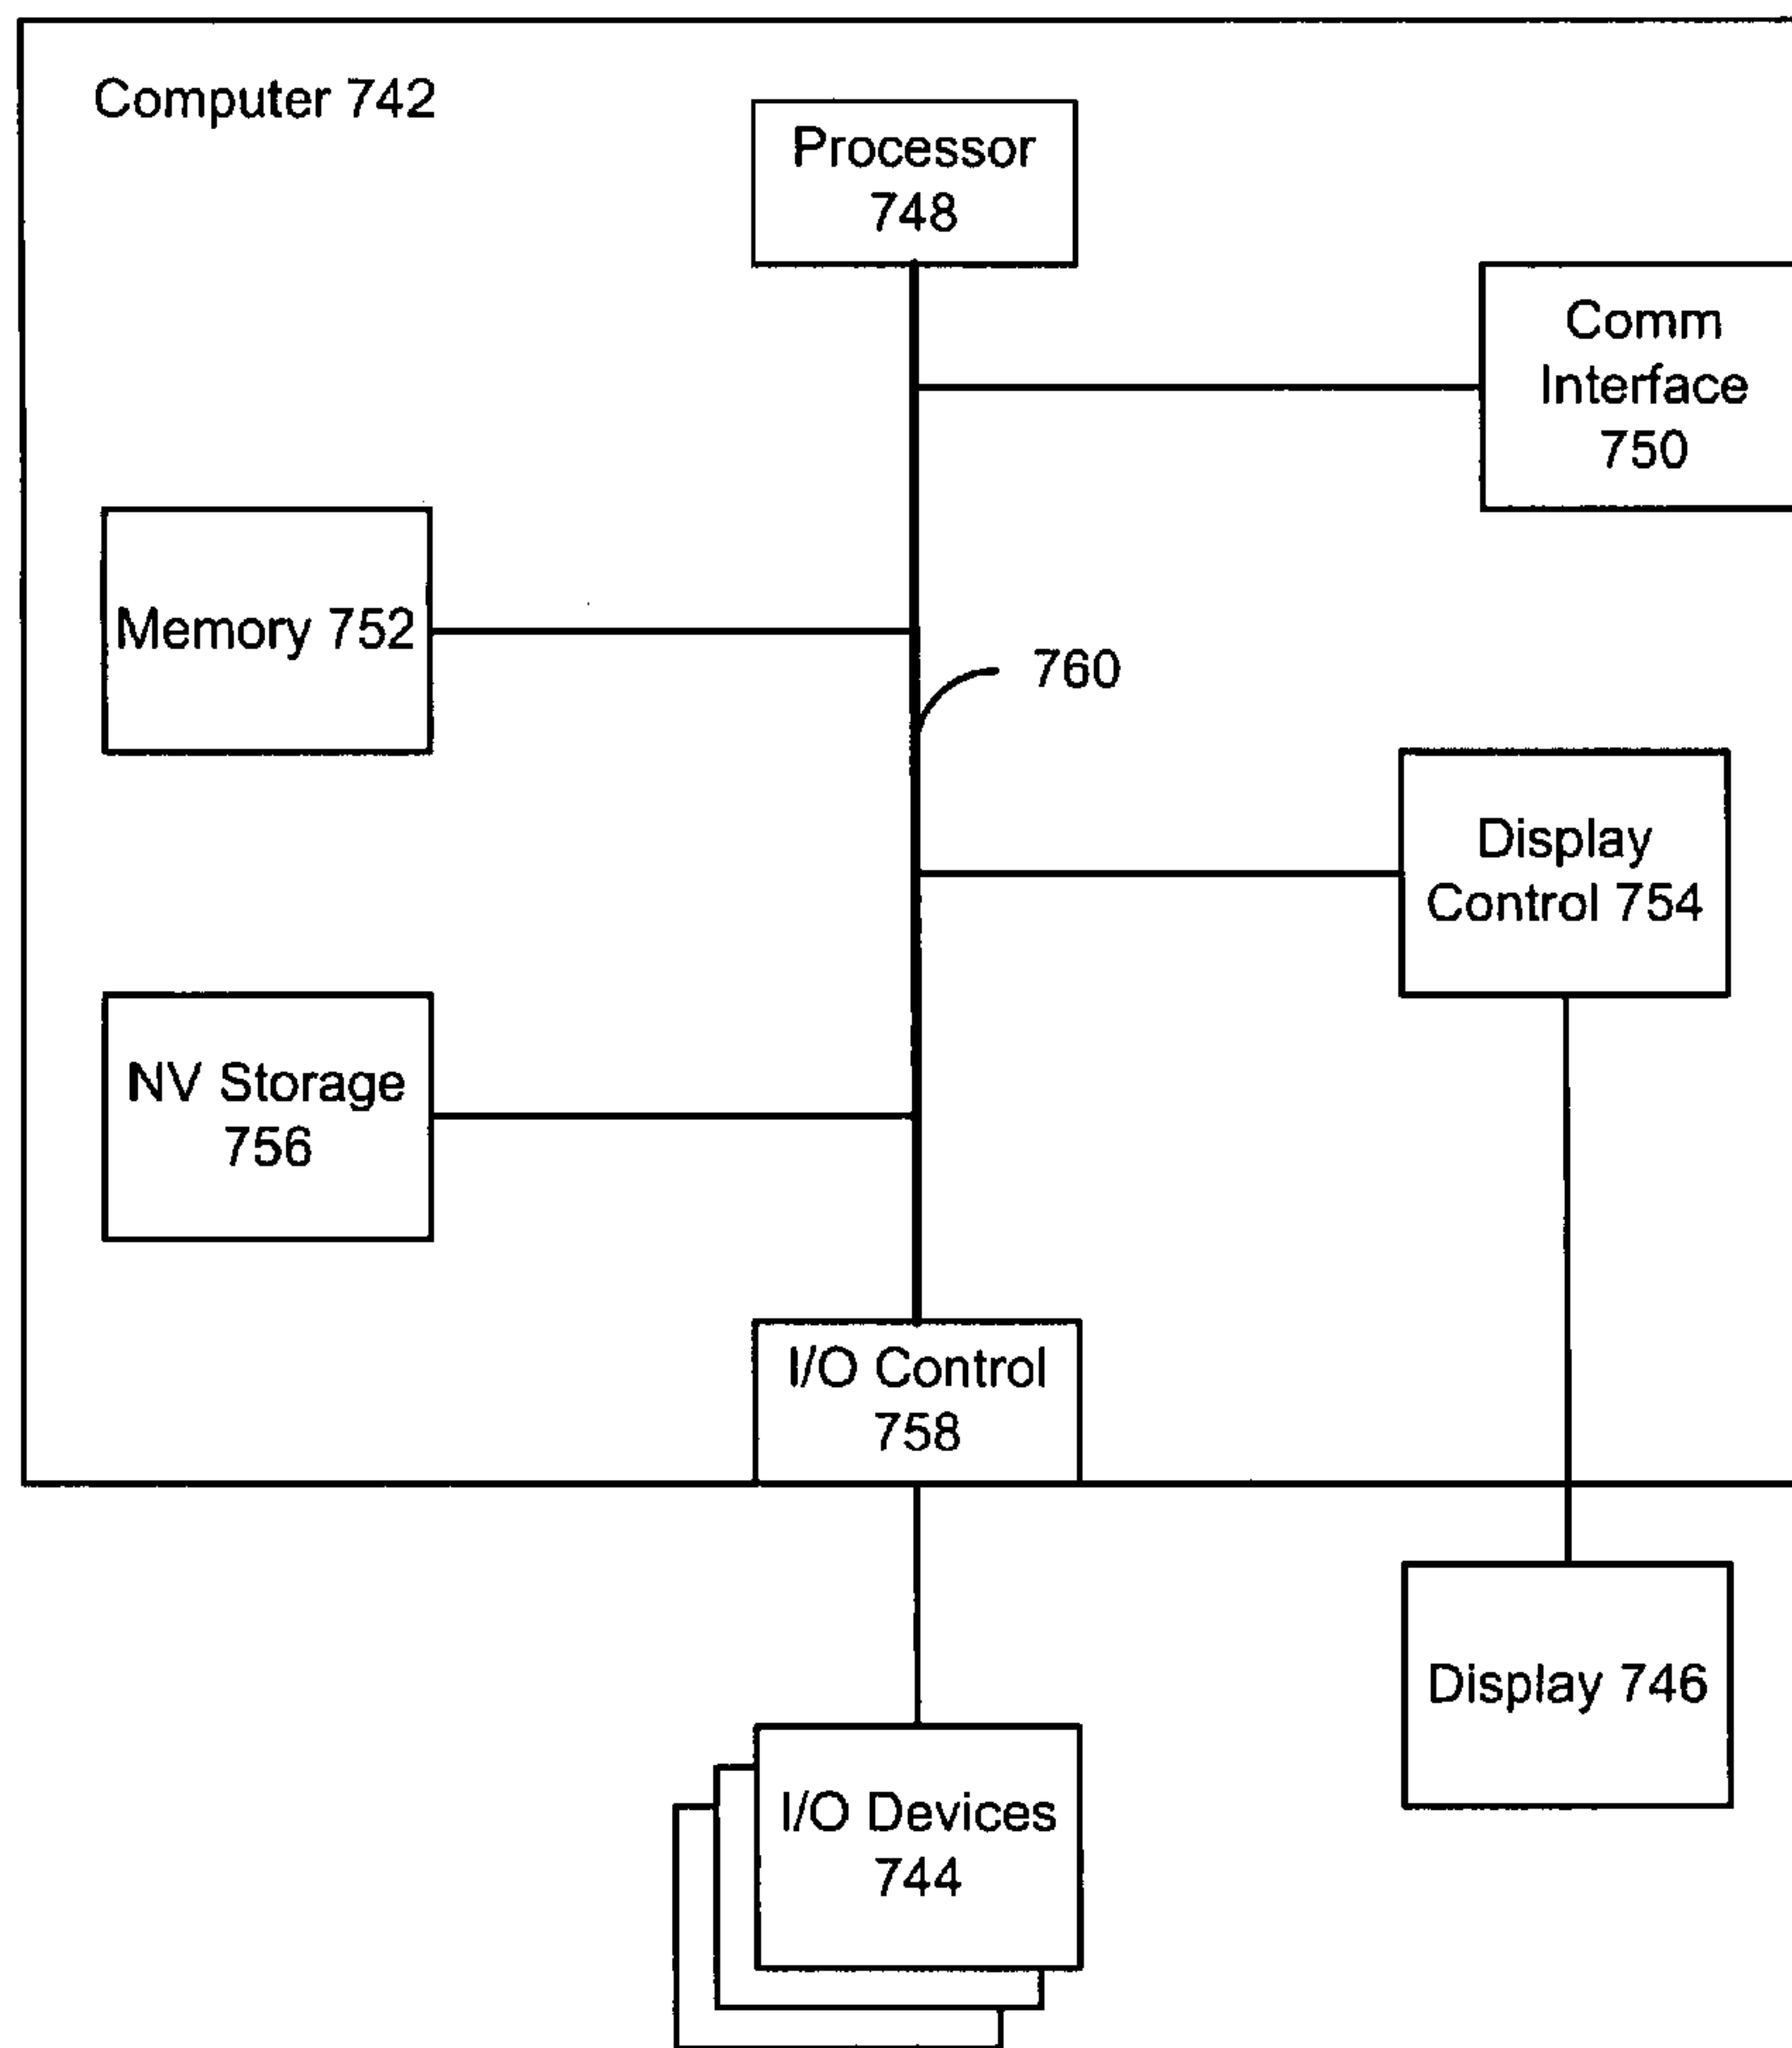 Computer 742
Processor
748
Comm
Interface
750
Memory 752
760
Display
Control 754
NV Storage
756
I/O Control
758
Display 746
I/O Devices
744